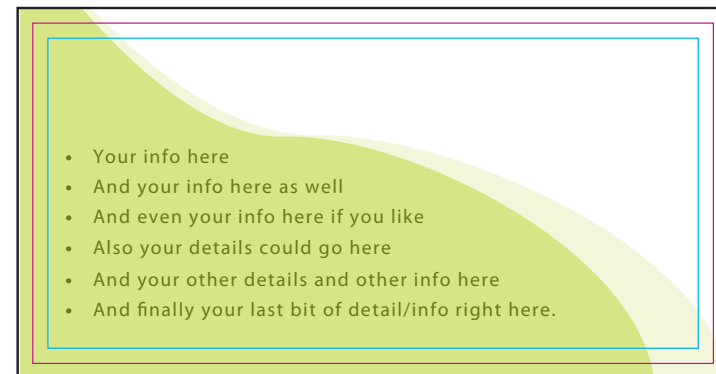 • Your info here
• And your info here as well
• And even your info here if you like
• Also your details could go here
• And your other details and other info here
• And finally your last bit of detail/info right here.